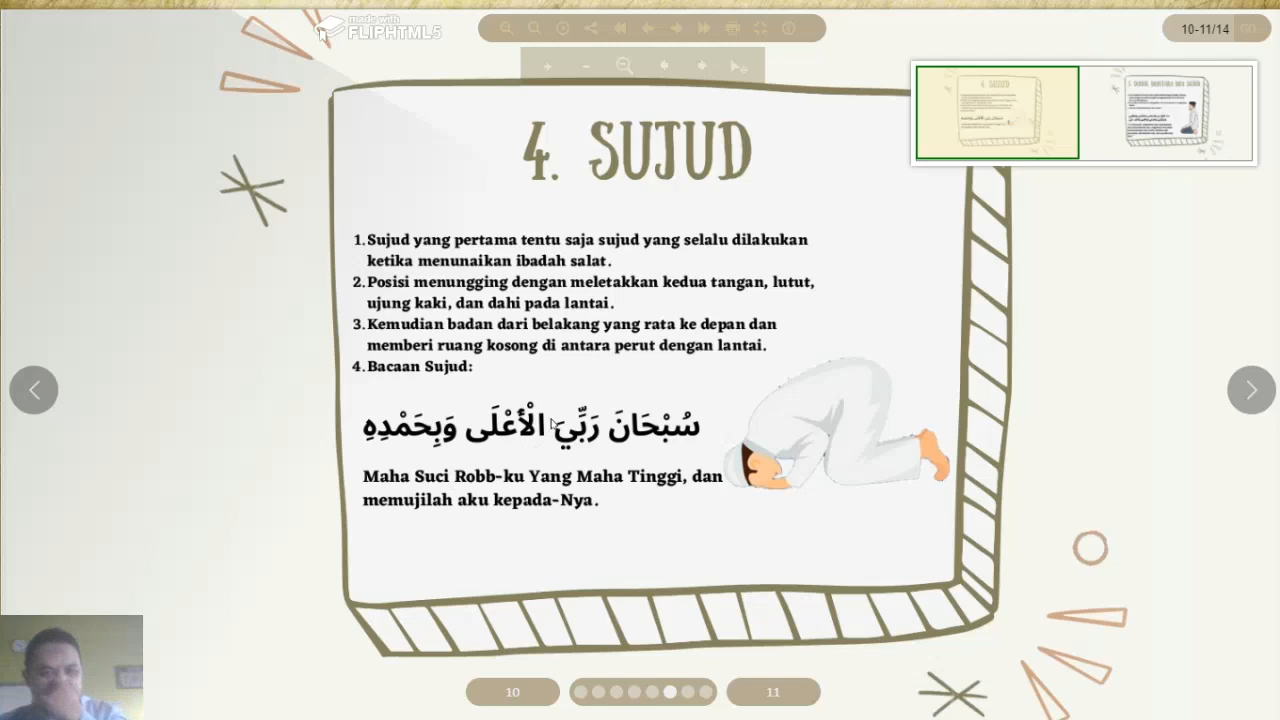 made with
FLIPHTML5
10-11/14
GO
4. SUJUD
1. Sujud yang pertama tentu saja sujud yang selalu dilakukan
ketika menunaikan ibadah salat.
2. Posisi menungging dengan meletakkan kedua tangan, lutut,
ujung kaki, dan dahi pada lantai.
3. Kemudian badan dari belakang yang rata ke depan dan
memberi ruang kosong di antara perut dengan lantai.
4. Bacaan Sujud:
سُبْحَانَ رَبِّيَ الْأَعْلَى وَبِحَمْدِهِ
Maha Suci Robb-ku Yang Maha Tinggi, dan
memujilah aku kepada-Nya.
10
11